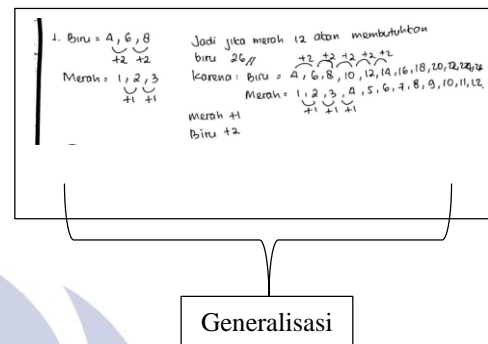 1. Biru = 4, 6, 8
+2 +2
Merah = 1, 2, 3
+1 +1
Jadi jika merah 12 akan membutuhkan
biru 26 //
+2 +2 +2 +2 +2
Karena : Biru = 4, 6, 8, 10, 12, 14, 16, 18, 20, 22, 24, 26
Merah = 1, 2, 3, 4, 5, 6, 7, 8, 9, 10, 11, 12
+1 +1 +1
merah +1
Biru +2
Generalisasi